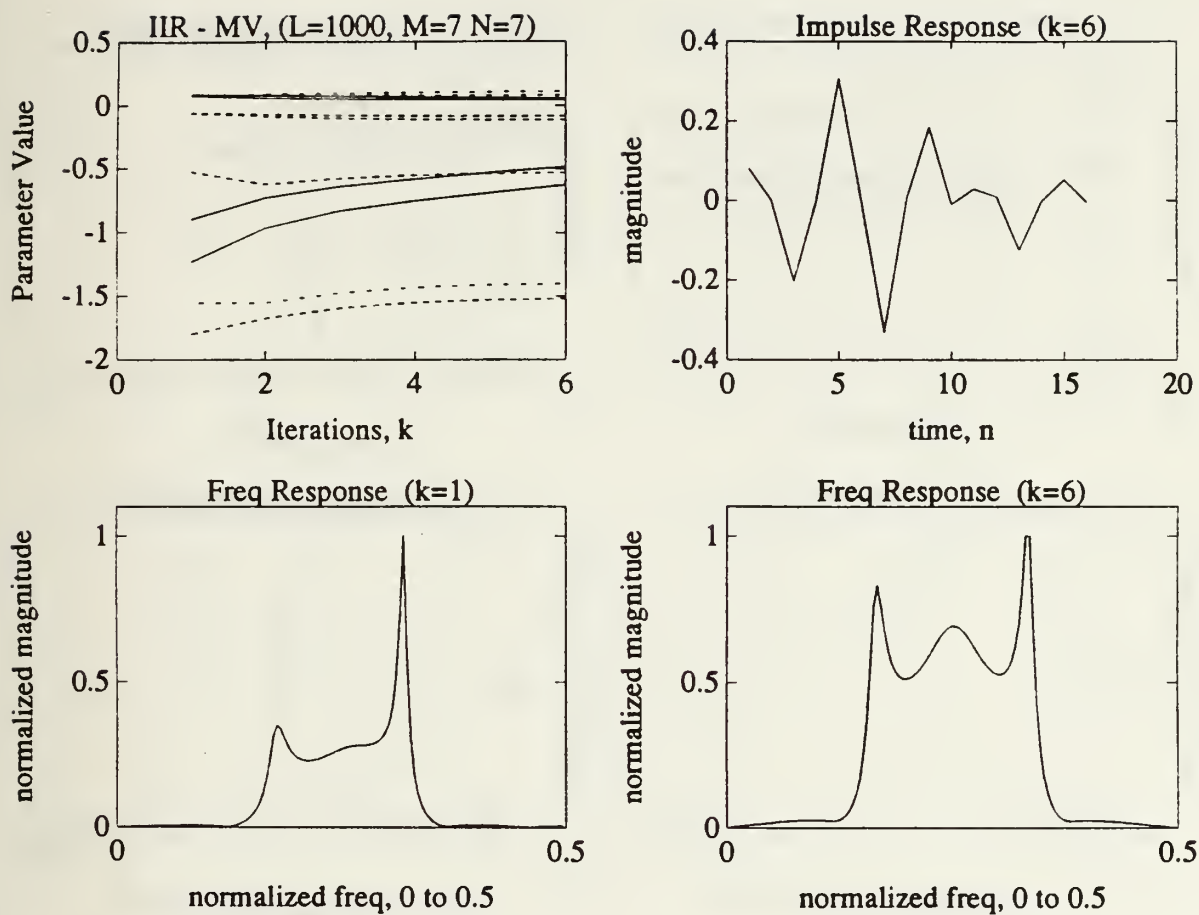 IIR - MV, (L=1000, M=7 N=7)
0.5
0
-0.5
-1
-1.5
-2
Parameter Value
0
2
4
6
Iterations, k
Impulse Response (k=6)
0.4
0.2
0
-0.2
-0.4
magnitude
0
5
10
15
20
time, n
Freq Response (k=1)
1
0.5
0
normalized magnitude
0
0.5
normalized freq, 0 to 0.5
Freq Response (k=6)
1
0.5
0
normalized magnitude
0
0.5
normalized freq, 0 to 0.5